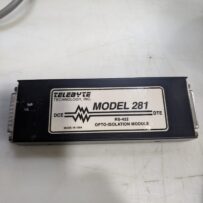 TELEBYTE
TECHNOLOGY, INC.
MODEL 281
DCE
DTE
RS-422
OPTO-ISOLATION MODULE
MADE IN USA